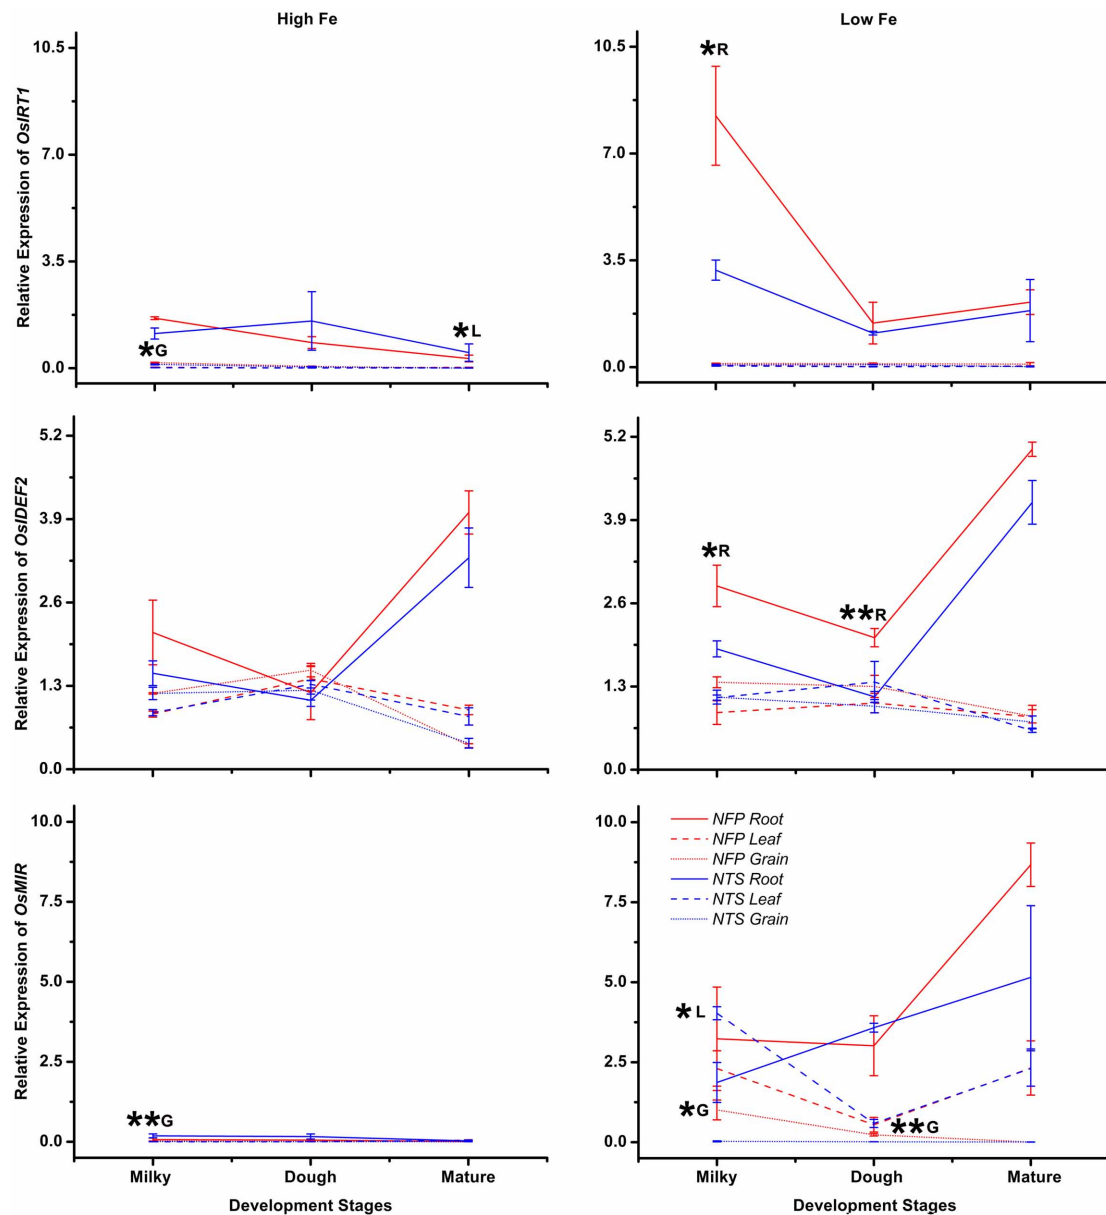 High Fe
Low Fe
Relative Expression of OsIRT1
10.5
7.0
3.5
0.0
*G
*L
10.5
7.0
3.5
0.0
*R
Relative Expression of OsIDEF2
5.2
3.9
2.6
1.3
0.0
5.2
3.9
2.6
1.3
0.0
*R
**R
Relative Expression of OsMIR
10.0
7.5
5.0
2.5
0.0
**G
10.0
7.5
5.0
2.5
0.0
NFP Root
NFP Leaf
NFP Grain
NTS Root
NTS Leaf
NTS Grain
*L
*G
**G
Milky Dough Mature
Development Stages
Milky Dough Mature
Development Stages